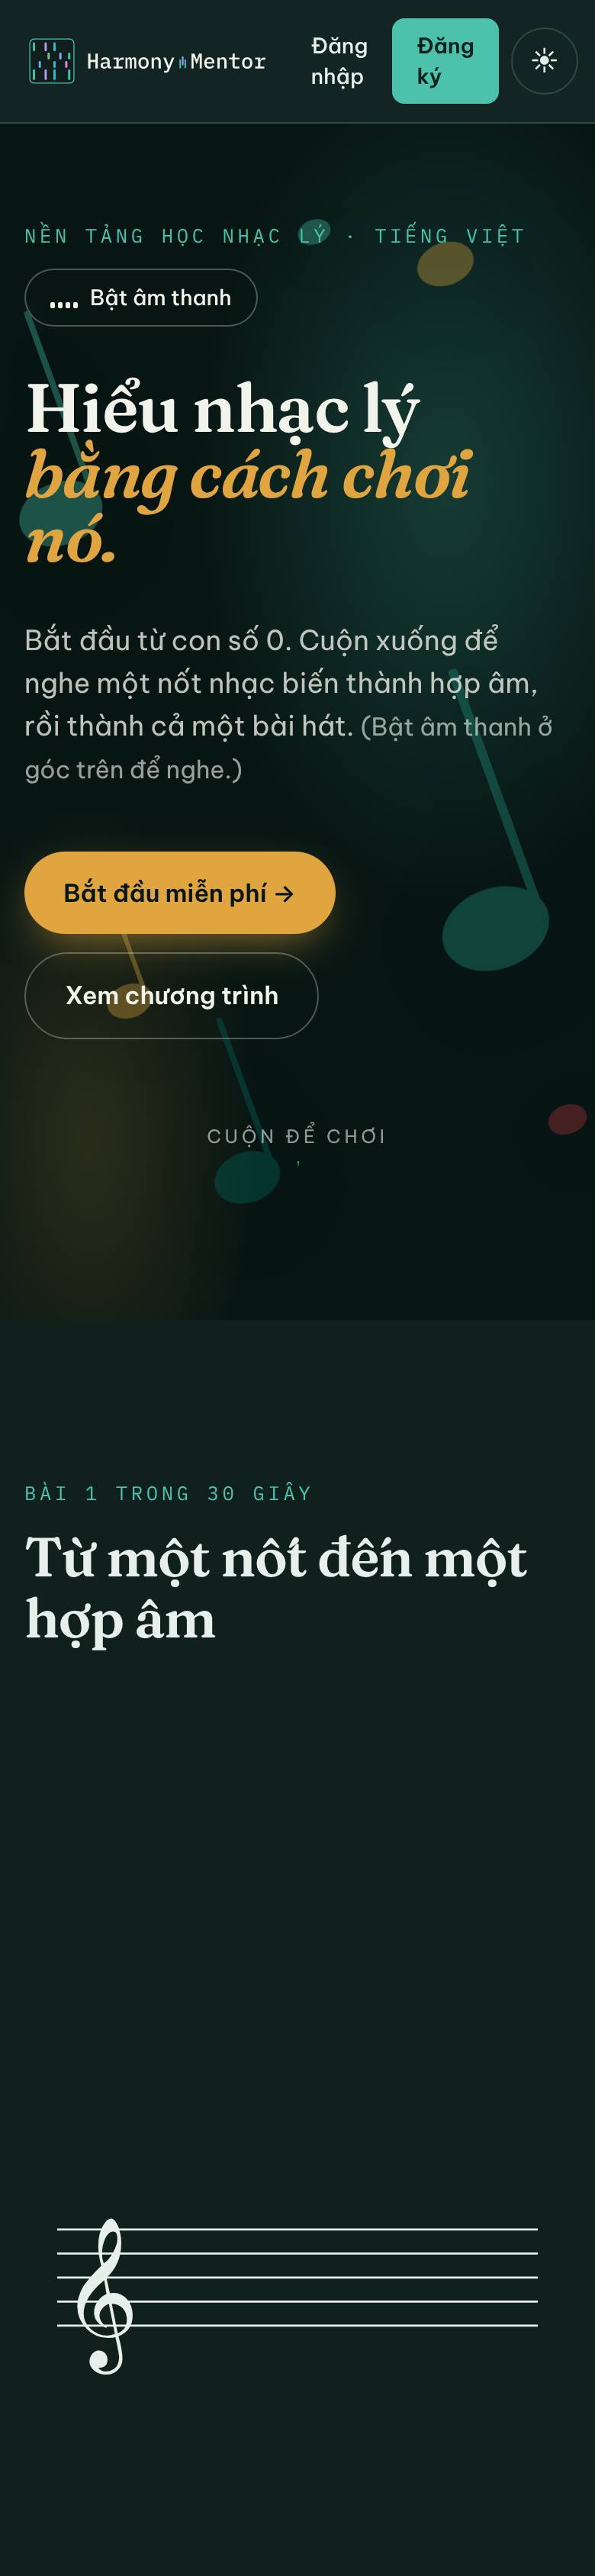 Harmony Mentor
Đăng
nhập
Đăng
ký
NỀN TẢNG HỌC NHẠC LÝ · TIẾNG VIỆT
Bật âm thanh
Hiểu nhạc lý
bằng cách chơi
nó.
Bắt đầu từ con số 0. Cuộn xuống để
nghe một nốt nhạc biến thành hợp âm,
rồi thành cả một bài hát. (Bật âm thanh ở
góc trên để nghe.)
Bắt đầu miễn phí →
Xem chương trình
CUỘN ĐỂ CHƠI
BÀI 1 TRONG 30 GIÂY
Từ một nốt đến một
hợp âm